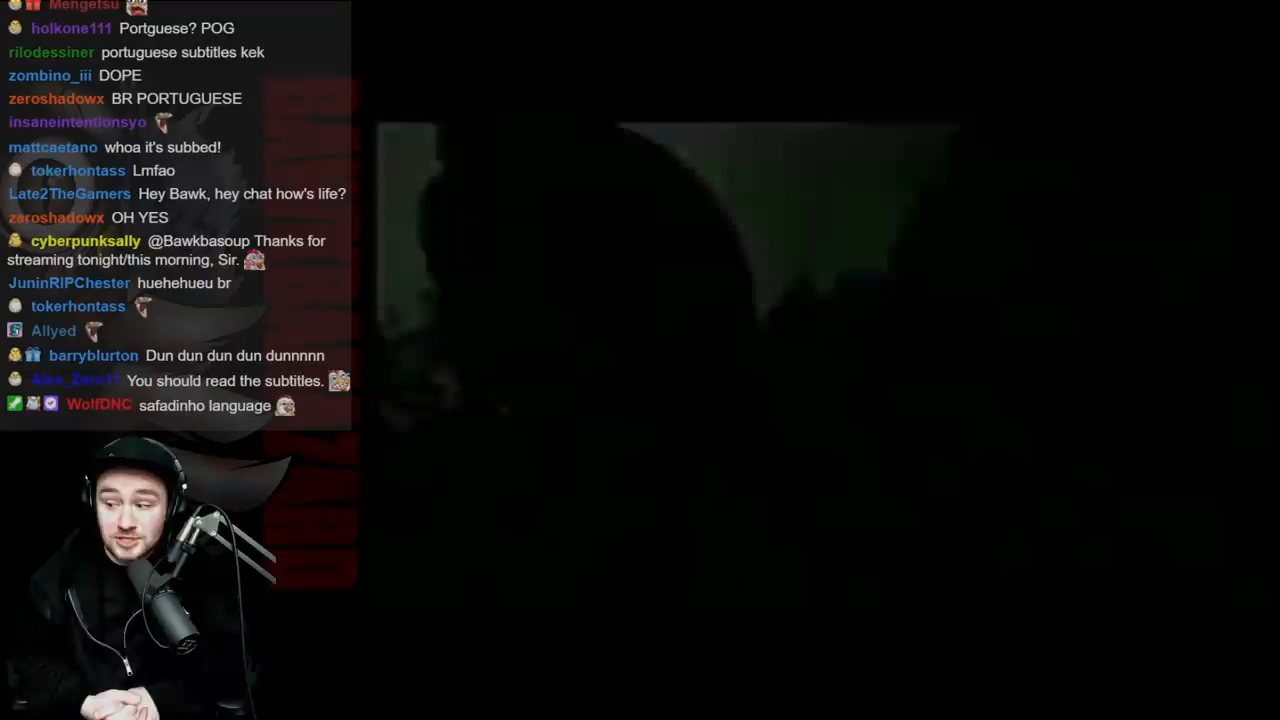 Mengetsu
holkone111 Portguese? POG
rilodessiner portuguese subtitles kek
zombino_iii DOPE
zeroshadowx BR PORTUGUESE
insaneintentionsyo
mattcaetano whoa it's subbed!
tokerhontass Lmfao
Late2TheGamers Hey Bawk, hey chat how's life?
zeroshadowx OH YES
cyberpunksally @Bawkbasoup Thanks for
streaming tonight/this morning, Sir.
JuninRIPChester huehehueu br
tokerhontass
Allyed
barryblurton Dun dun dun dun dunnnnn
Alex_Zero11 You should read the subtitles.
WolfDNC safadinho language